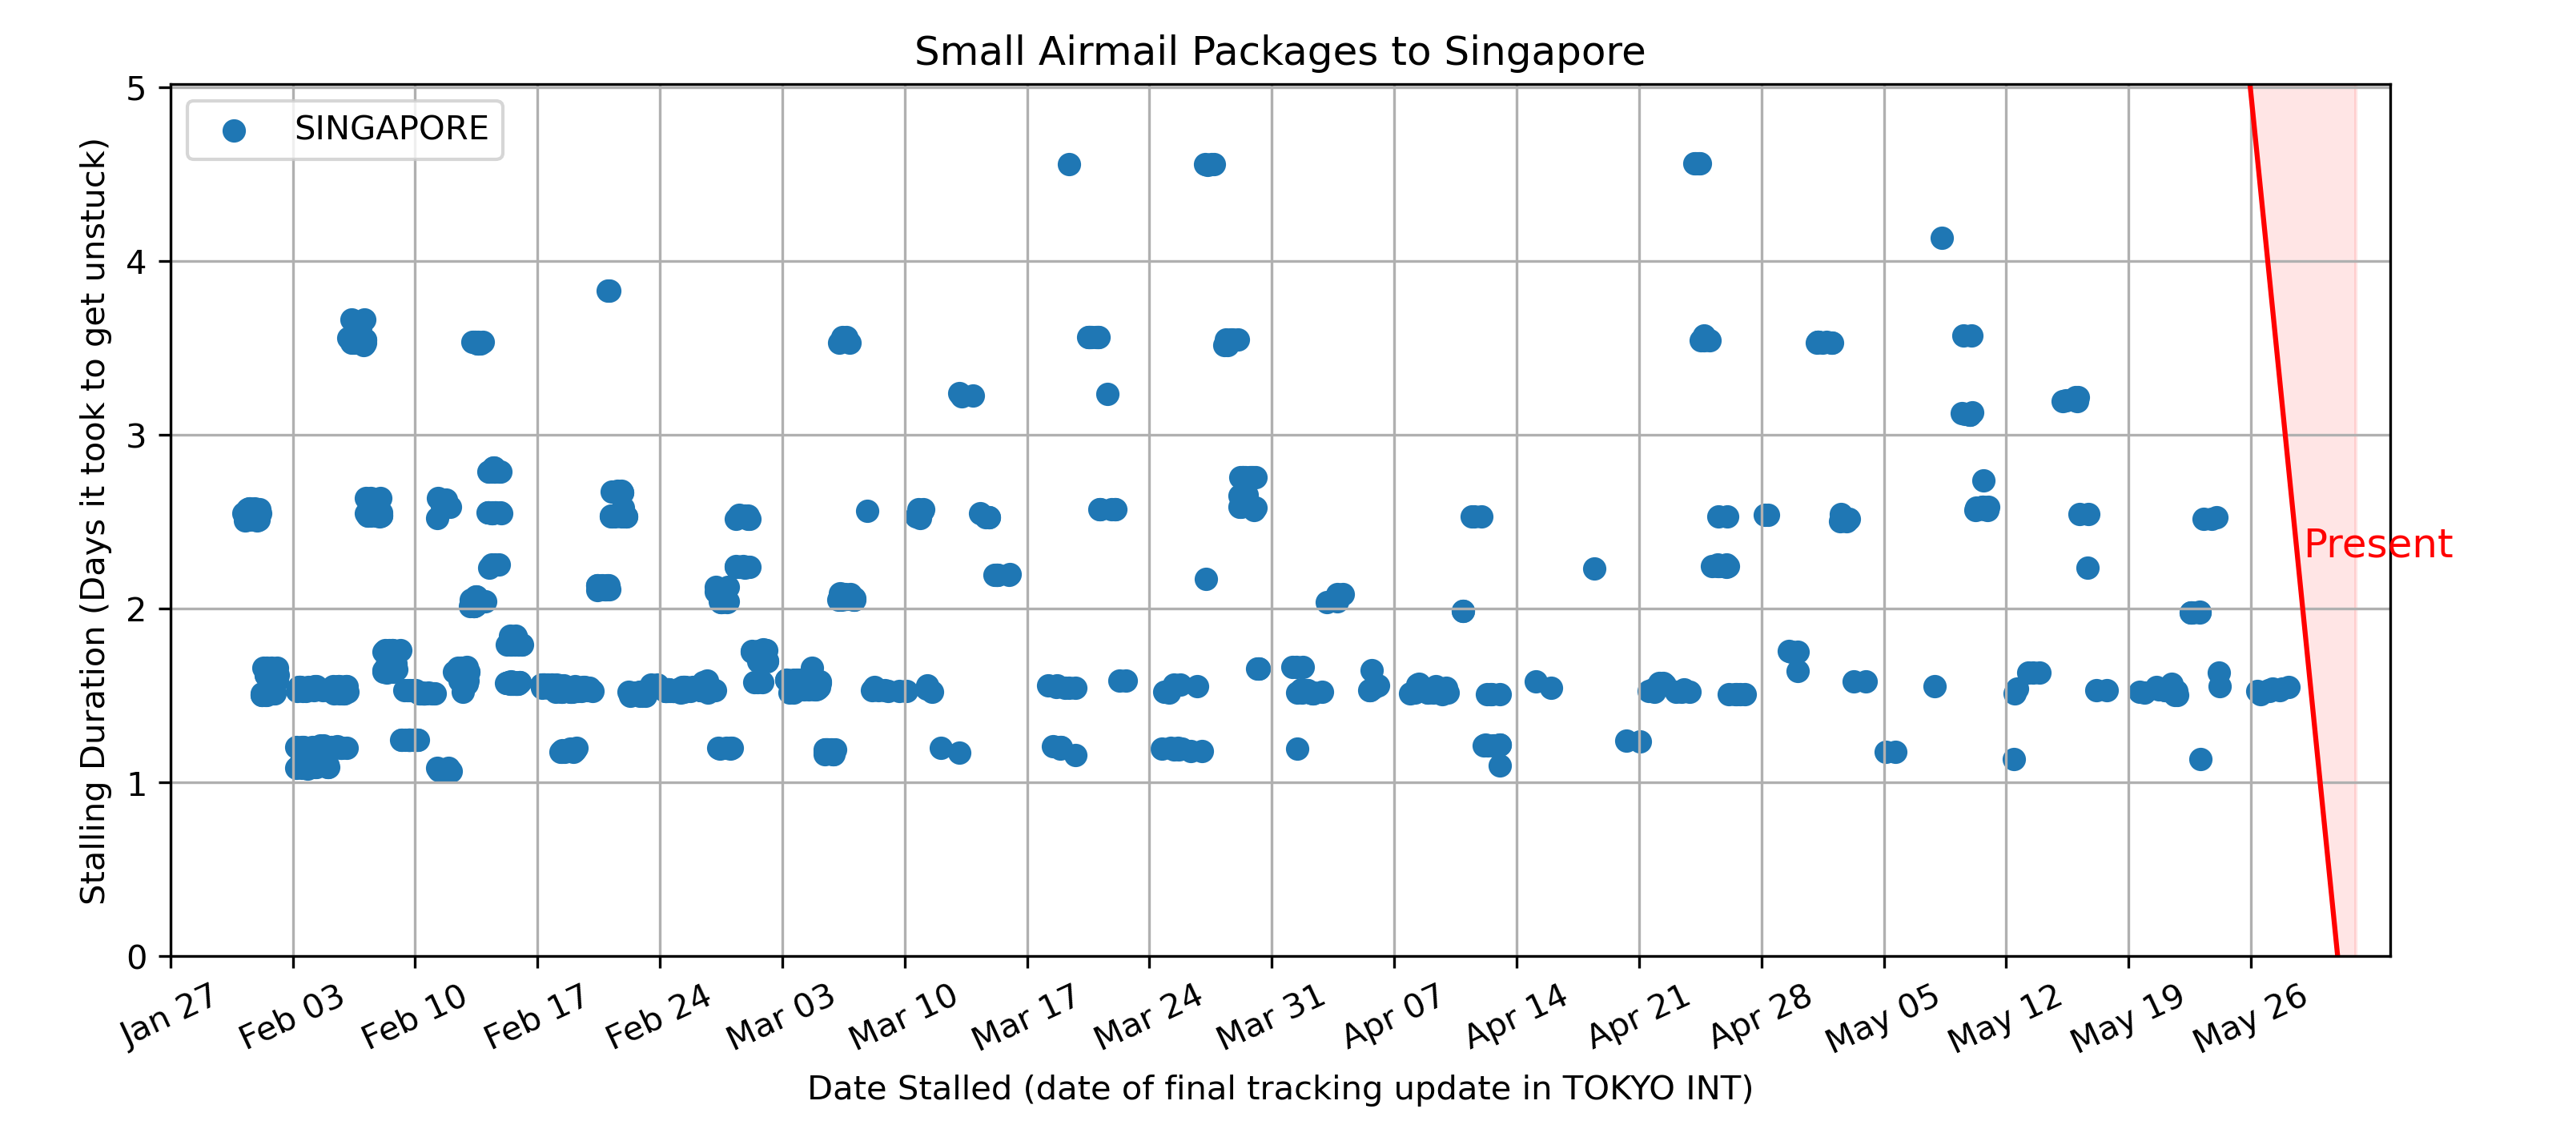 Small Airmail Packages to Singapore
SINGAPORE
Stalling Duration (Days it took to get unstuck)
5
4
3
2
1
0
Present
Jan 27
Feb 03
Feb 10
Feb 17
Feb 24
Mar 03
Mar 10
Mar 17
Mar 24
Mar 31
Apr 07
Apr 14
Apr 21
Apr 28
May 05
May 12
May 19
May 26
Date Stalled (date of final tracking update in TOKYO INT)